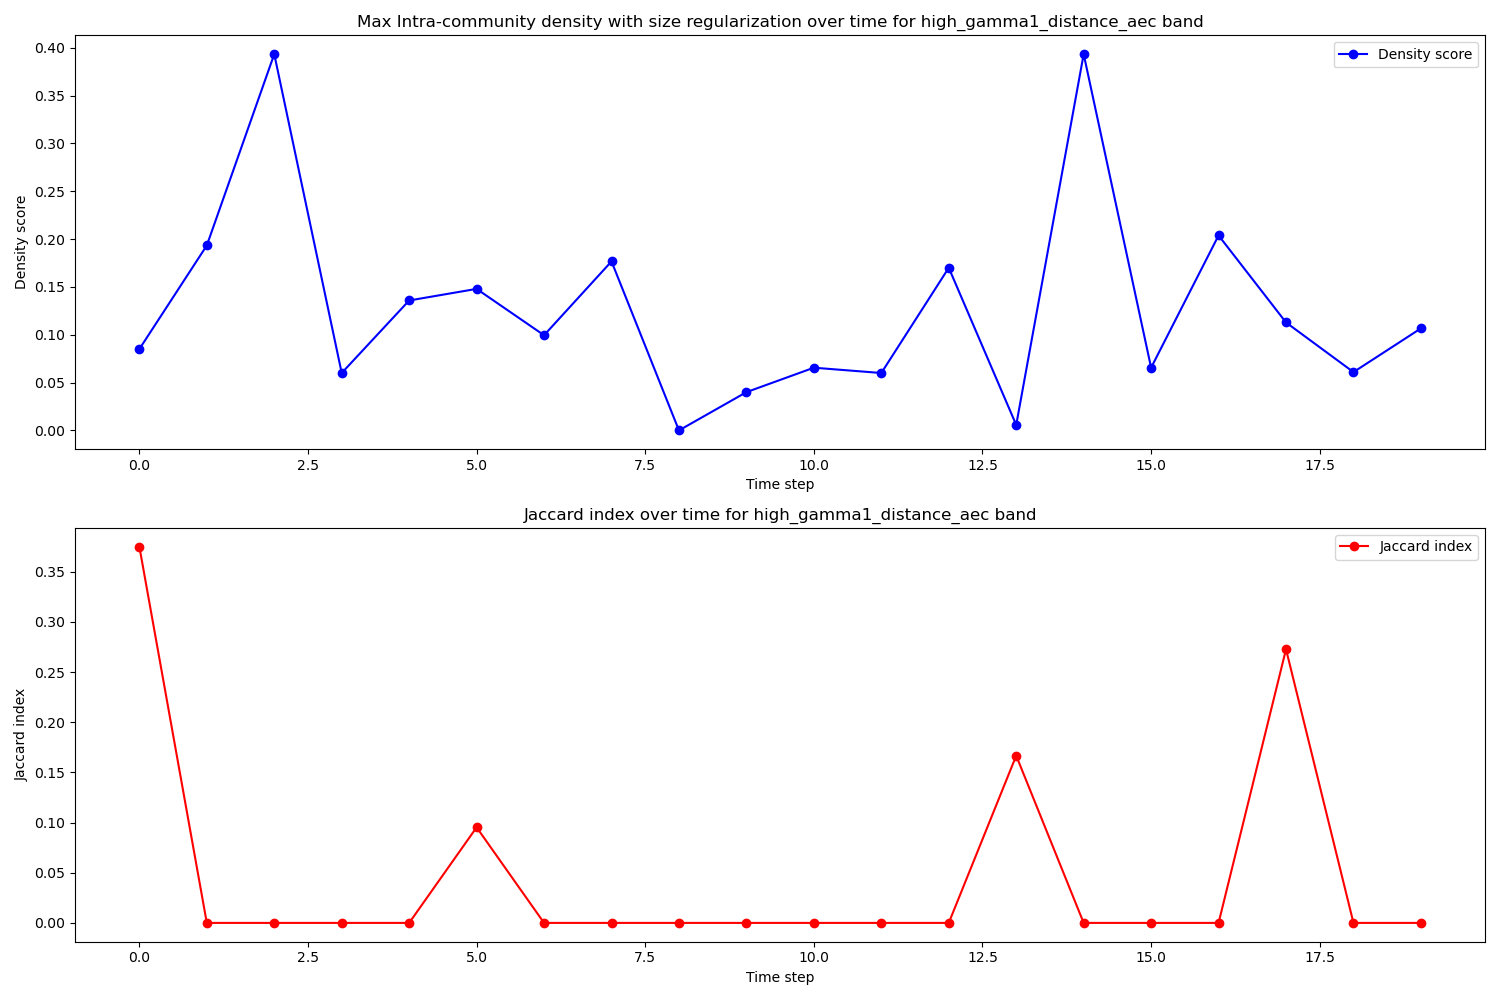 Max Intra-community density with size regularization over time for high_gamma1_distance_aec band
Density score
0.40
0.35
0.30
0.25
0.20
0.15
0.10
0.05
0.00
Density score
0.0 2.5 5.0 7.5 10.0 12.5 15.0 17.5
Time step
Jaccard index over time for high_gamma1_distance_aec band
Jaccard index
0.35
0.30
0.25
0.20
0.15
0.10
0.05
0.00
Jaccard index
0.0 2.5 5.0 7.5 10.0 12.5 15.0 17.5
Time step